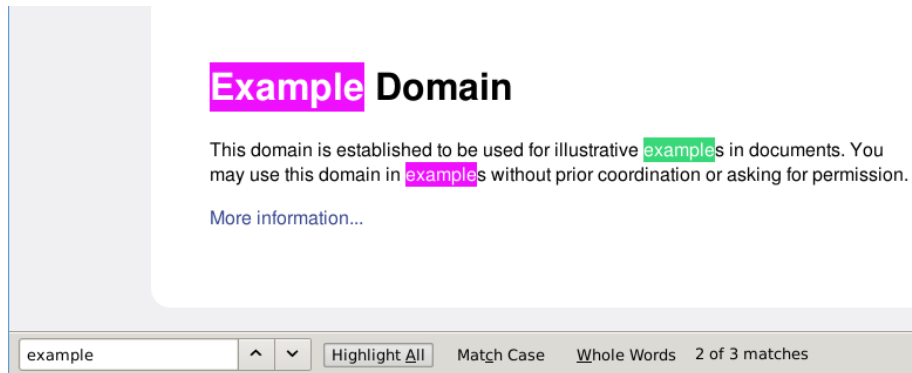 Example Domain
This domain is established to be used for illustrative examples in documents. You
may use this domain in examples without prior coordination or asking for permission.
More information...
example Highlight All Match Case Whole Words 2 of 3 matches